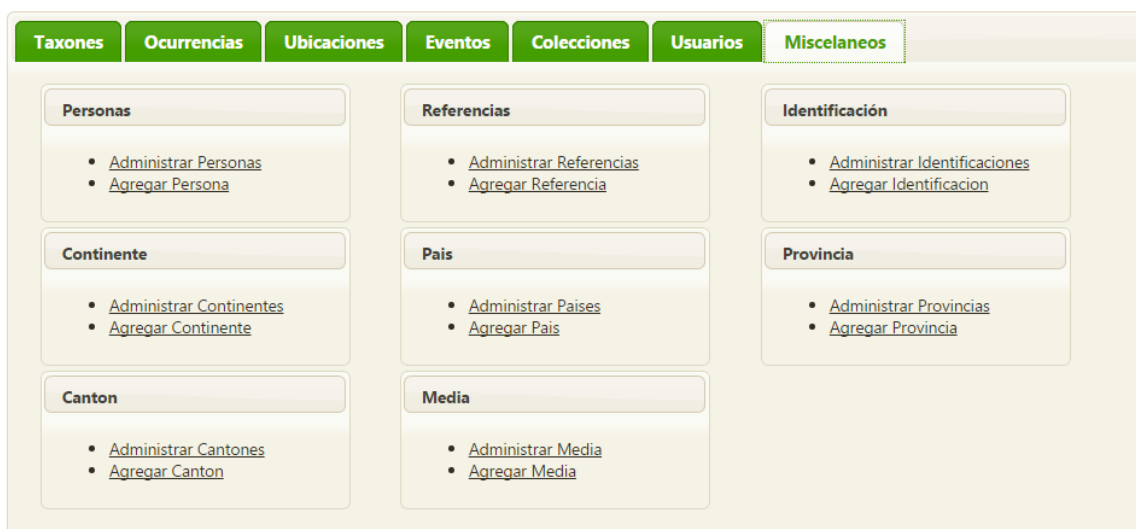 Taxones Ocurrencias Ubicaciones Eventos Colecciones Usuarios Miscelaneos
Personas
Administrar Personas
Agregar Persona
Referencias
Administrar Referencias
Agregar Referencia
Identificación
Administrar Identificaciones
Agregar Identificacion
Continente
Administrar Continentes
Agregar Continente
Pais
Administrar Paises
Agregar Pais
Provincia
Administrar Provincias
Agregar Provincia
Canton
Administrar Cantones
Agregar Canton
Media
Administrar Media
Agregar Media